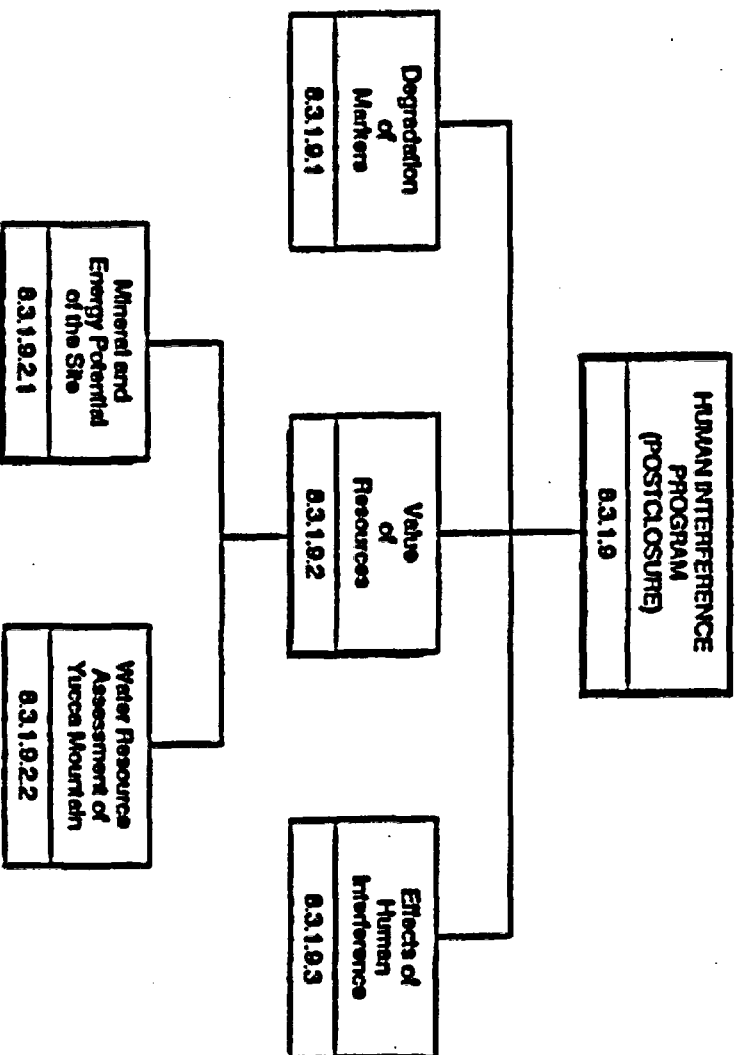 HUMAN INTERFERENCE
PROGRAM
(POSTCLOSURE)
8.3.1.9
Degradation
of
Markers
8.3.1.9.1
Value
of
Resources
8.3.1.9.2
Effects of
Human
Interference
8.3.1.9.3
Mineral and
Energy Potential
of the Site
8.3.1.9.2.1
Water Resource
Assessment of
Yucca Mountain
8.3.1.9.2.2